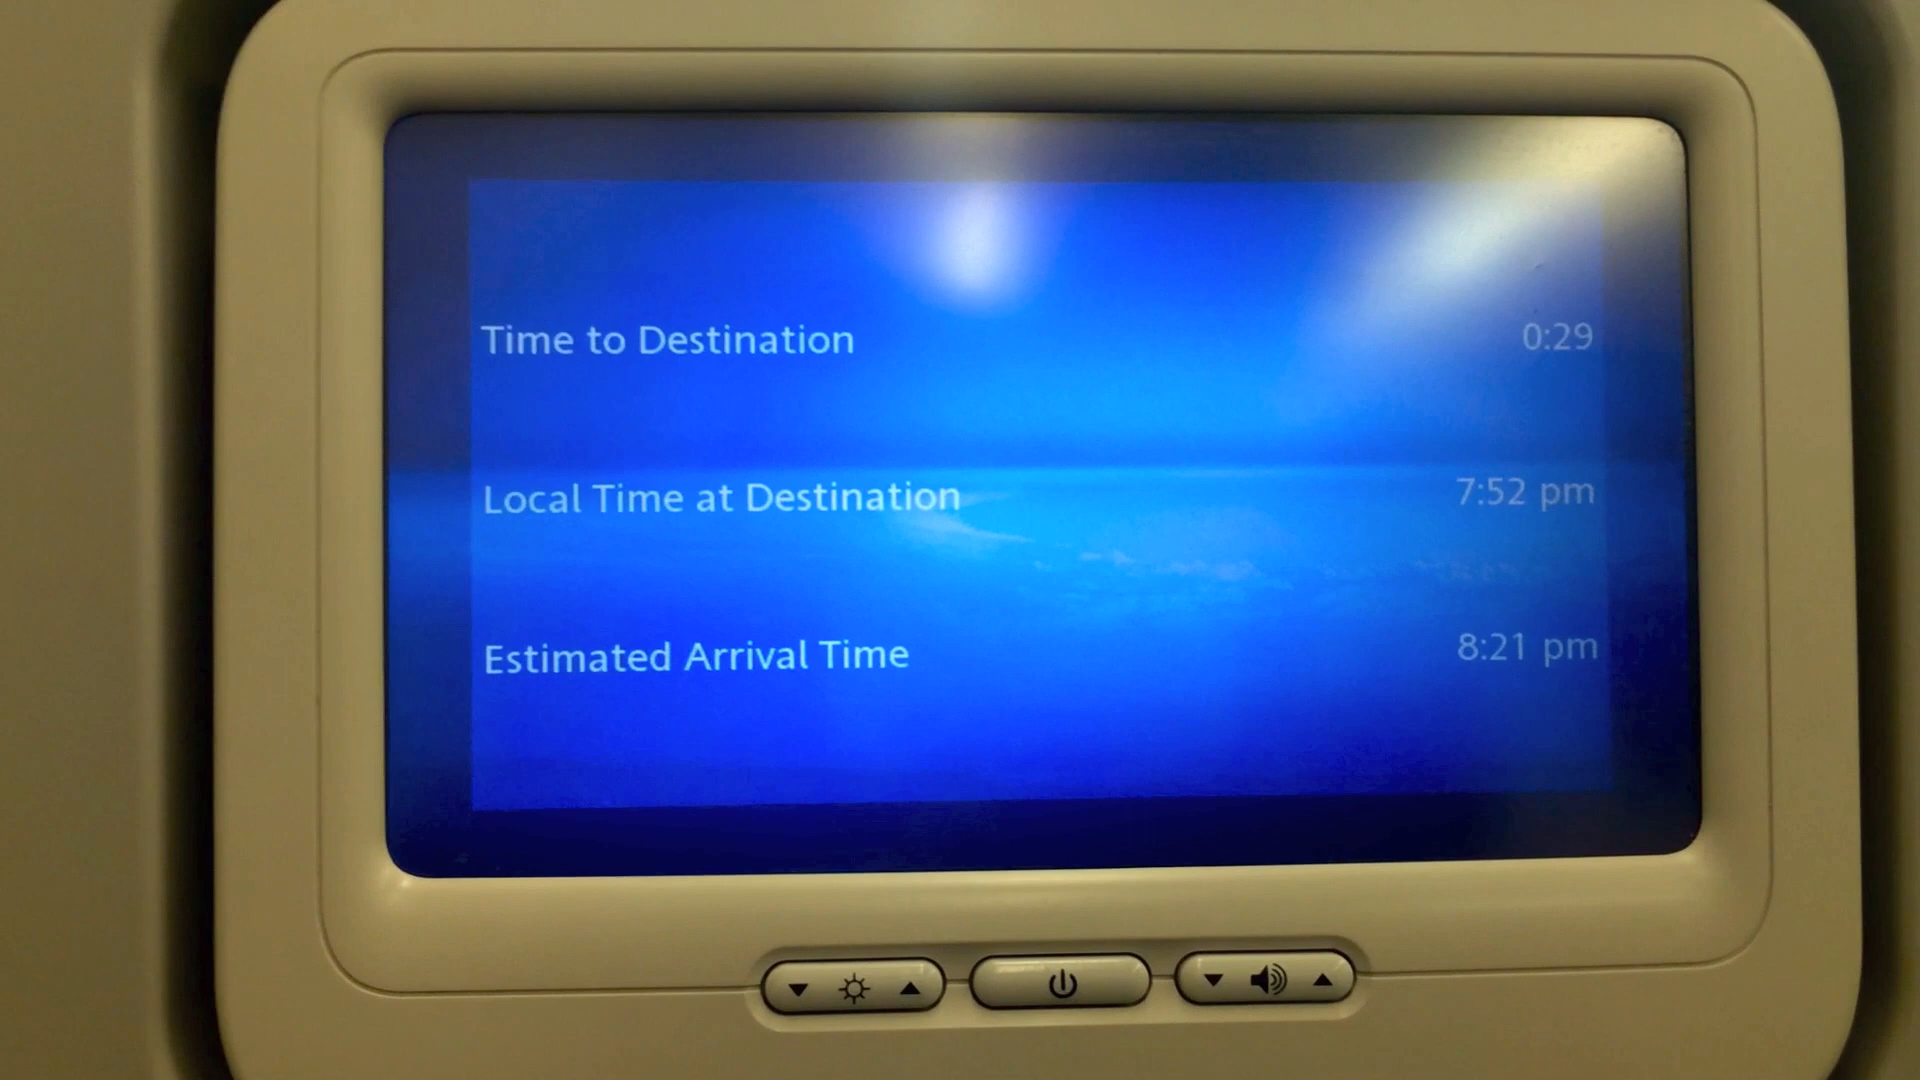 Time to Destination 0:29
Local Time at Destination 7:52 pm
Estimated Arrival Time 8:21 pm